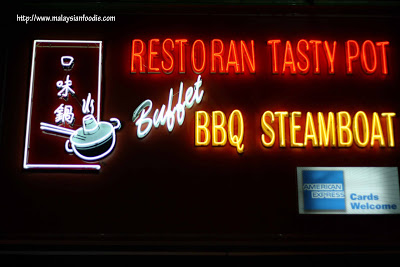 http://www.malaysianfoodie.com
口味鍋
RESTORAN TASTY POT
Buffet
BBQ STEAMBOAT
AMERICAN EXPRESS
Cards
Welcome